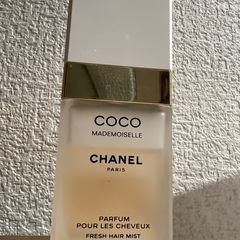 COCO
MADEMOISELLE
CHANEL
PARIS
PARFUM
POUR LES CHEVEUX
FRESH HAIR MIST